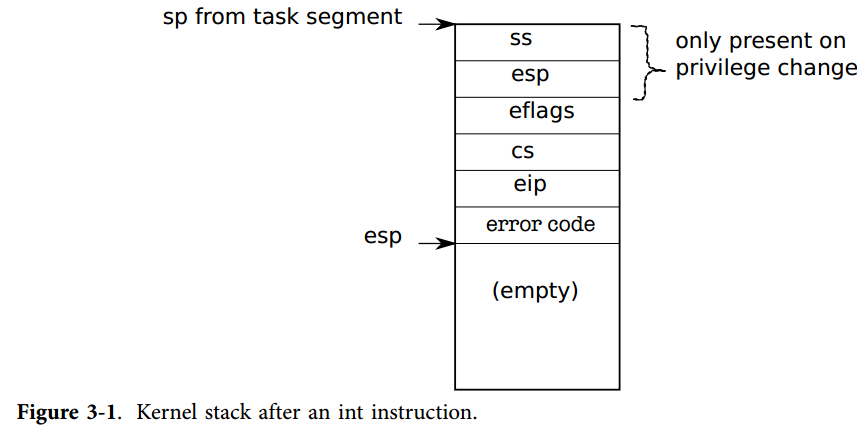 sp from task segment
ss
only present on
privilege change
esp
eflags
cs
eip
error code
esp
(empty)
Figure 3-1. Kernel stack after an int instruction.